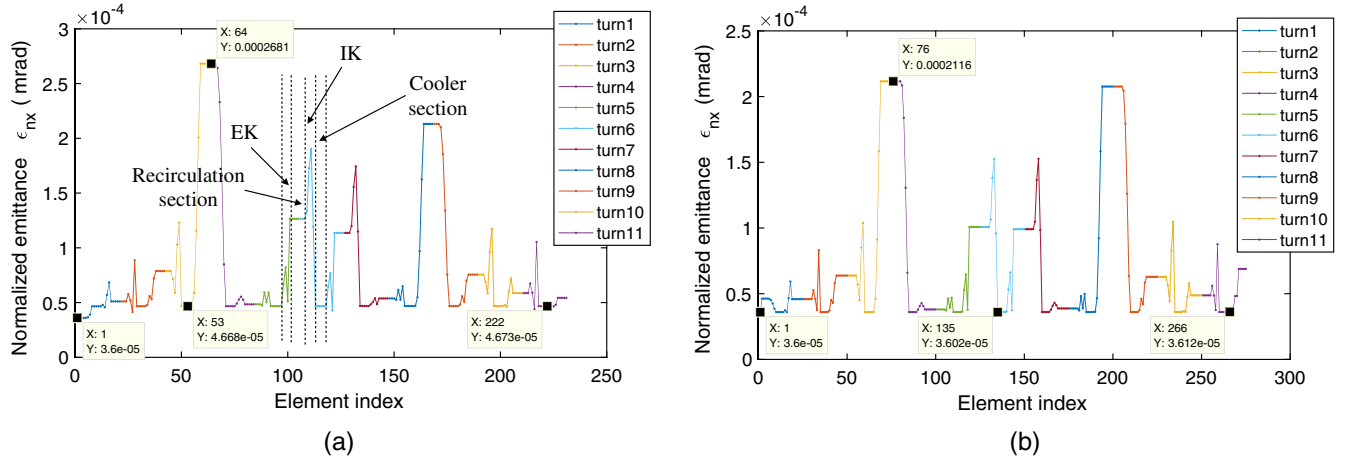 ×10⁻⁴
3
2.5
2
1.5
1
0.5
0
0
50
100
150
200
250
Normalized emittance ϵnx ( mrad)
Element index
X: 64
Y: 0.0002681
IK
Cooler
section
EK
Recirculation
section
X: 1
Y: 3.6e-05
X: 53
Y: 4.668e-05
X: 222
Y: 4.673e-05
turn1
turn2
turn3
turn4
turn5
turn6
turn7
turn8
turn9
turn10
turn11
(a)
×10⁻⁴
2.5
2
1.5
1
0.5
0
0
50
100
150
200
250
300
Normalized emittance ϵnx (mrad)
Element index
X: 76
Y: 0.0002116
X: 1
Y: 3.6e-05
X: 135
Y: 3.602e-05
X: 266
Y: 3.612e-05
turn1
turn2
turn3
turn4
turn5
turn6
turn7
turn8
turn9
turn10
turn11
(b)